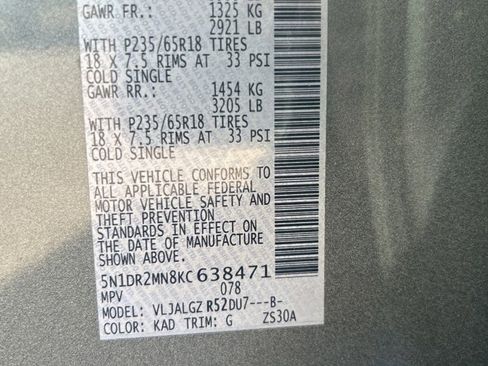 GAWR FR.: 1325 KG
2921 LB
WITH P235/65R18 TIRES
18 X 7.5 RIMS AT 33 PSI
COLD SINGLE
GAWR RR.: 1454 KG
3205 LB
WITH P235/65R18 TIRES
18 X 7.5 RIMS AT 33 PSI
COLD SINGLE
THIS VEHICLE CONFORMS TO
ALL APPLICABLE FEDERAL
MOTOR VEHICLE SAFETY AND
THEFT PREVENTION
STANDARDS IN EFFECT ON
THE DATE OF MANUFACTURE
SHOWN ABOVE.
5N1DR2MN8KC638471
MPV 078
MODEL: VLJALGZ R52DU7---B-
COLOR: KAD TRIM: G ZS30A